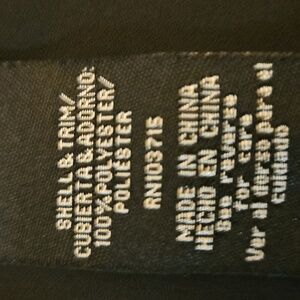 SHELL & TRIM/
CUBIERTA & ADORNO:
100% POLYESTER/
POLIESTER
RN103715
MADE IN CHINA
HECHO EN CHINA
See reverse
for care
Ver al dorso para el
cuidado